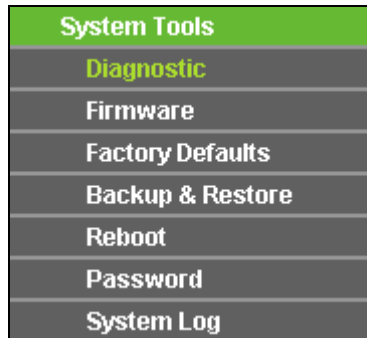 System Tools
Diagnostic
Firmware
Factory Defaults
Backup & Restore
Reboot
Password
System Log